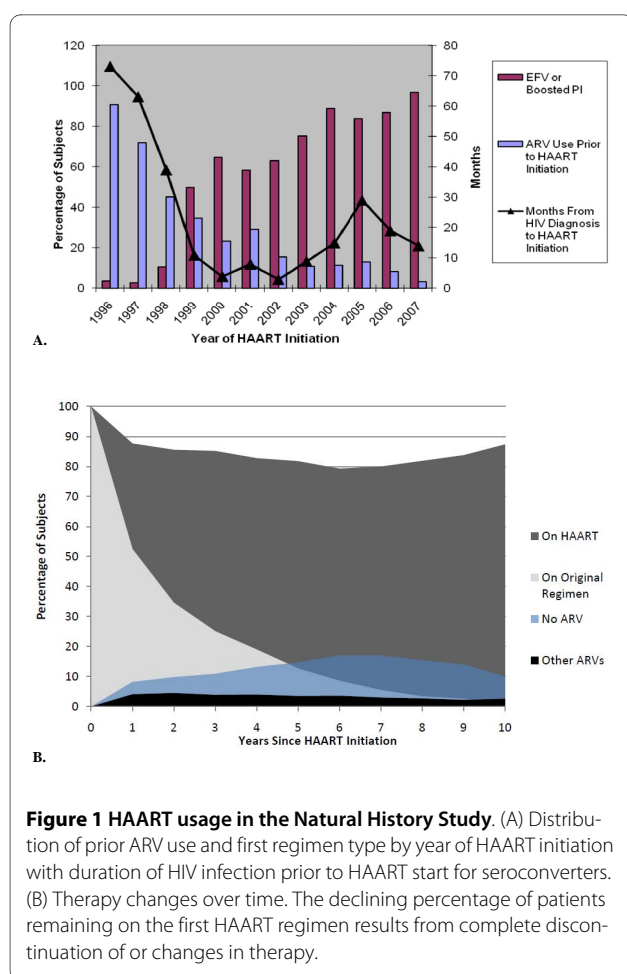 120
100
80
60
40
20
0
Percentage of Subjects
80
70
60
50
40
30
20
10
0
Months
1996
1997
1998
1999
2000
2001
2002
2003
2004
2005
2006
2007
Year of HAART Initiation
EFV or
Boosted PI
ARV Use Prior
to HAART
Initiation
Months From
HIV Diagnosis to
HAART
Initiation
A.
100
90
80
70
60
50
40
30
20
10
0
Percentage of Subjects
0 1 2 3 4 5 6 7 8 9 10
Years Since HAART Initiation
On HAART
On Original
Regimen
No ARV
Other ARVs
B.
Figure 1 HAART usage in the Natural History Study. (A) Distribu-
tion of prior ARV use and first regimen type by year of HAART initiation
with duration of HIV infection prior to HAART start for seroconverters.
(B) Therapy changes over time. The declining percentage of patients
remaining on the first HAART regimen results from complete discon-
tinuation of or changes in therapy.